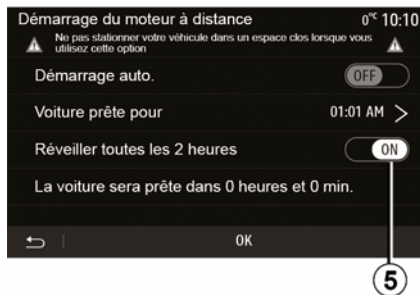 Démarrage du moteur à distance 0°C 10:10
Ne pas stationner votre véhicule dans un espace clos lorsque vous
utilisez cette option
Démarrage auto. OFF
Voiture prête pour 01:01 AM >
Réveiller toutes les 2 heures ON
La voiture sera prête dans 0 heures et 0 min.
OK
5